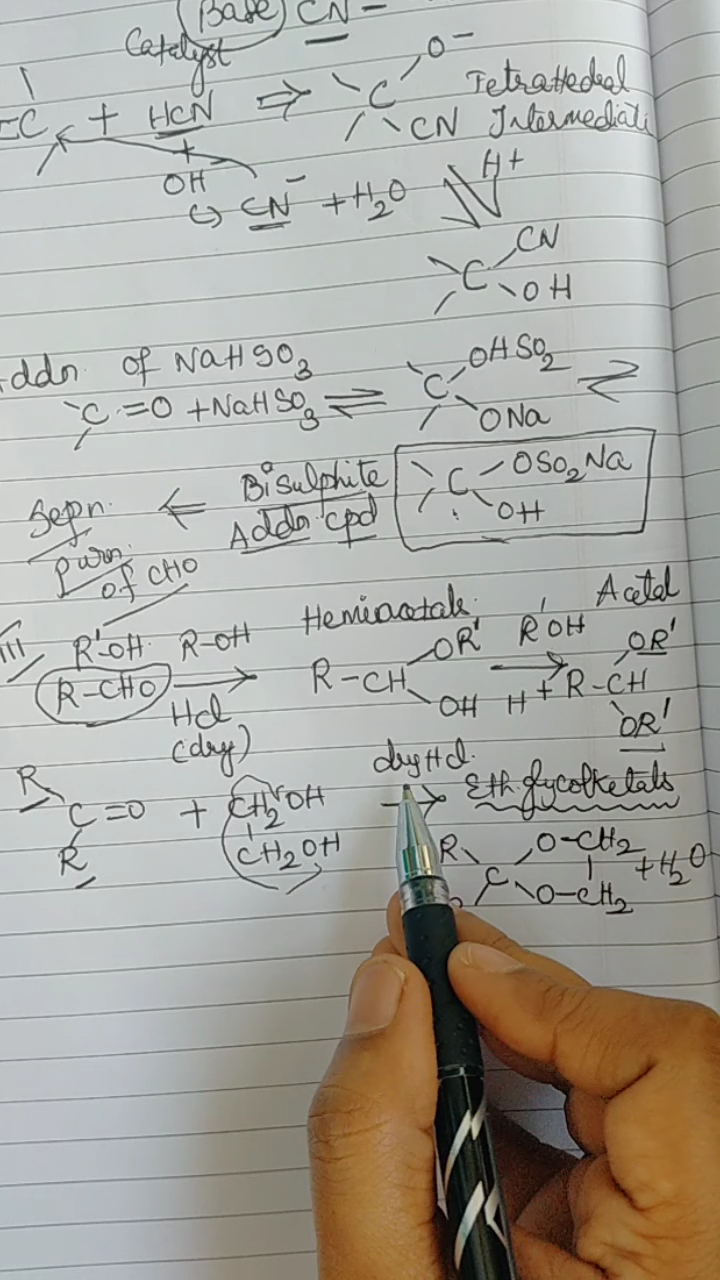 (Base) CN⁻
Catalyst
C + HCN ⇒ C O⁻ CN Tetrahedral Intermediate
+ OH
↪ CN⁻ + H₂O H⁺
C CN OH
Addn. of NaHSO₃
C=O + NaHSO₃ ⇌ C OHSO₂ ONa ⇌
Bisulphite Addn. cpd C OSO₂Na OH
Sepn. ⇐
purn. of CHO
III R'-OH R-OH Hemiacetals R'OH Acetal
R-CHO → R-CH OR' OH → R-CH OR' OR'
HCl (dry) H⁺
R C=O R + CH₂OH CH₂OH dry HCl → Eth. glycol ketals
R C O-CH₂ O-CH₂ + H₂O